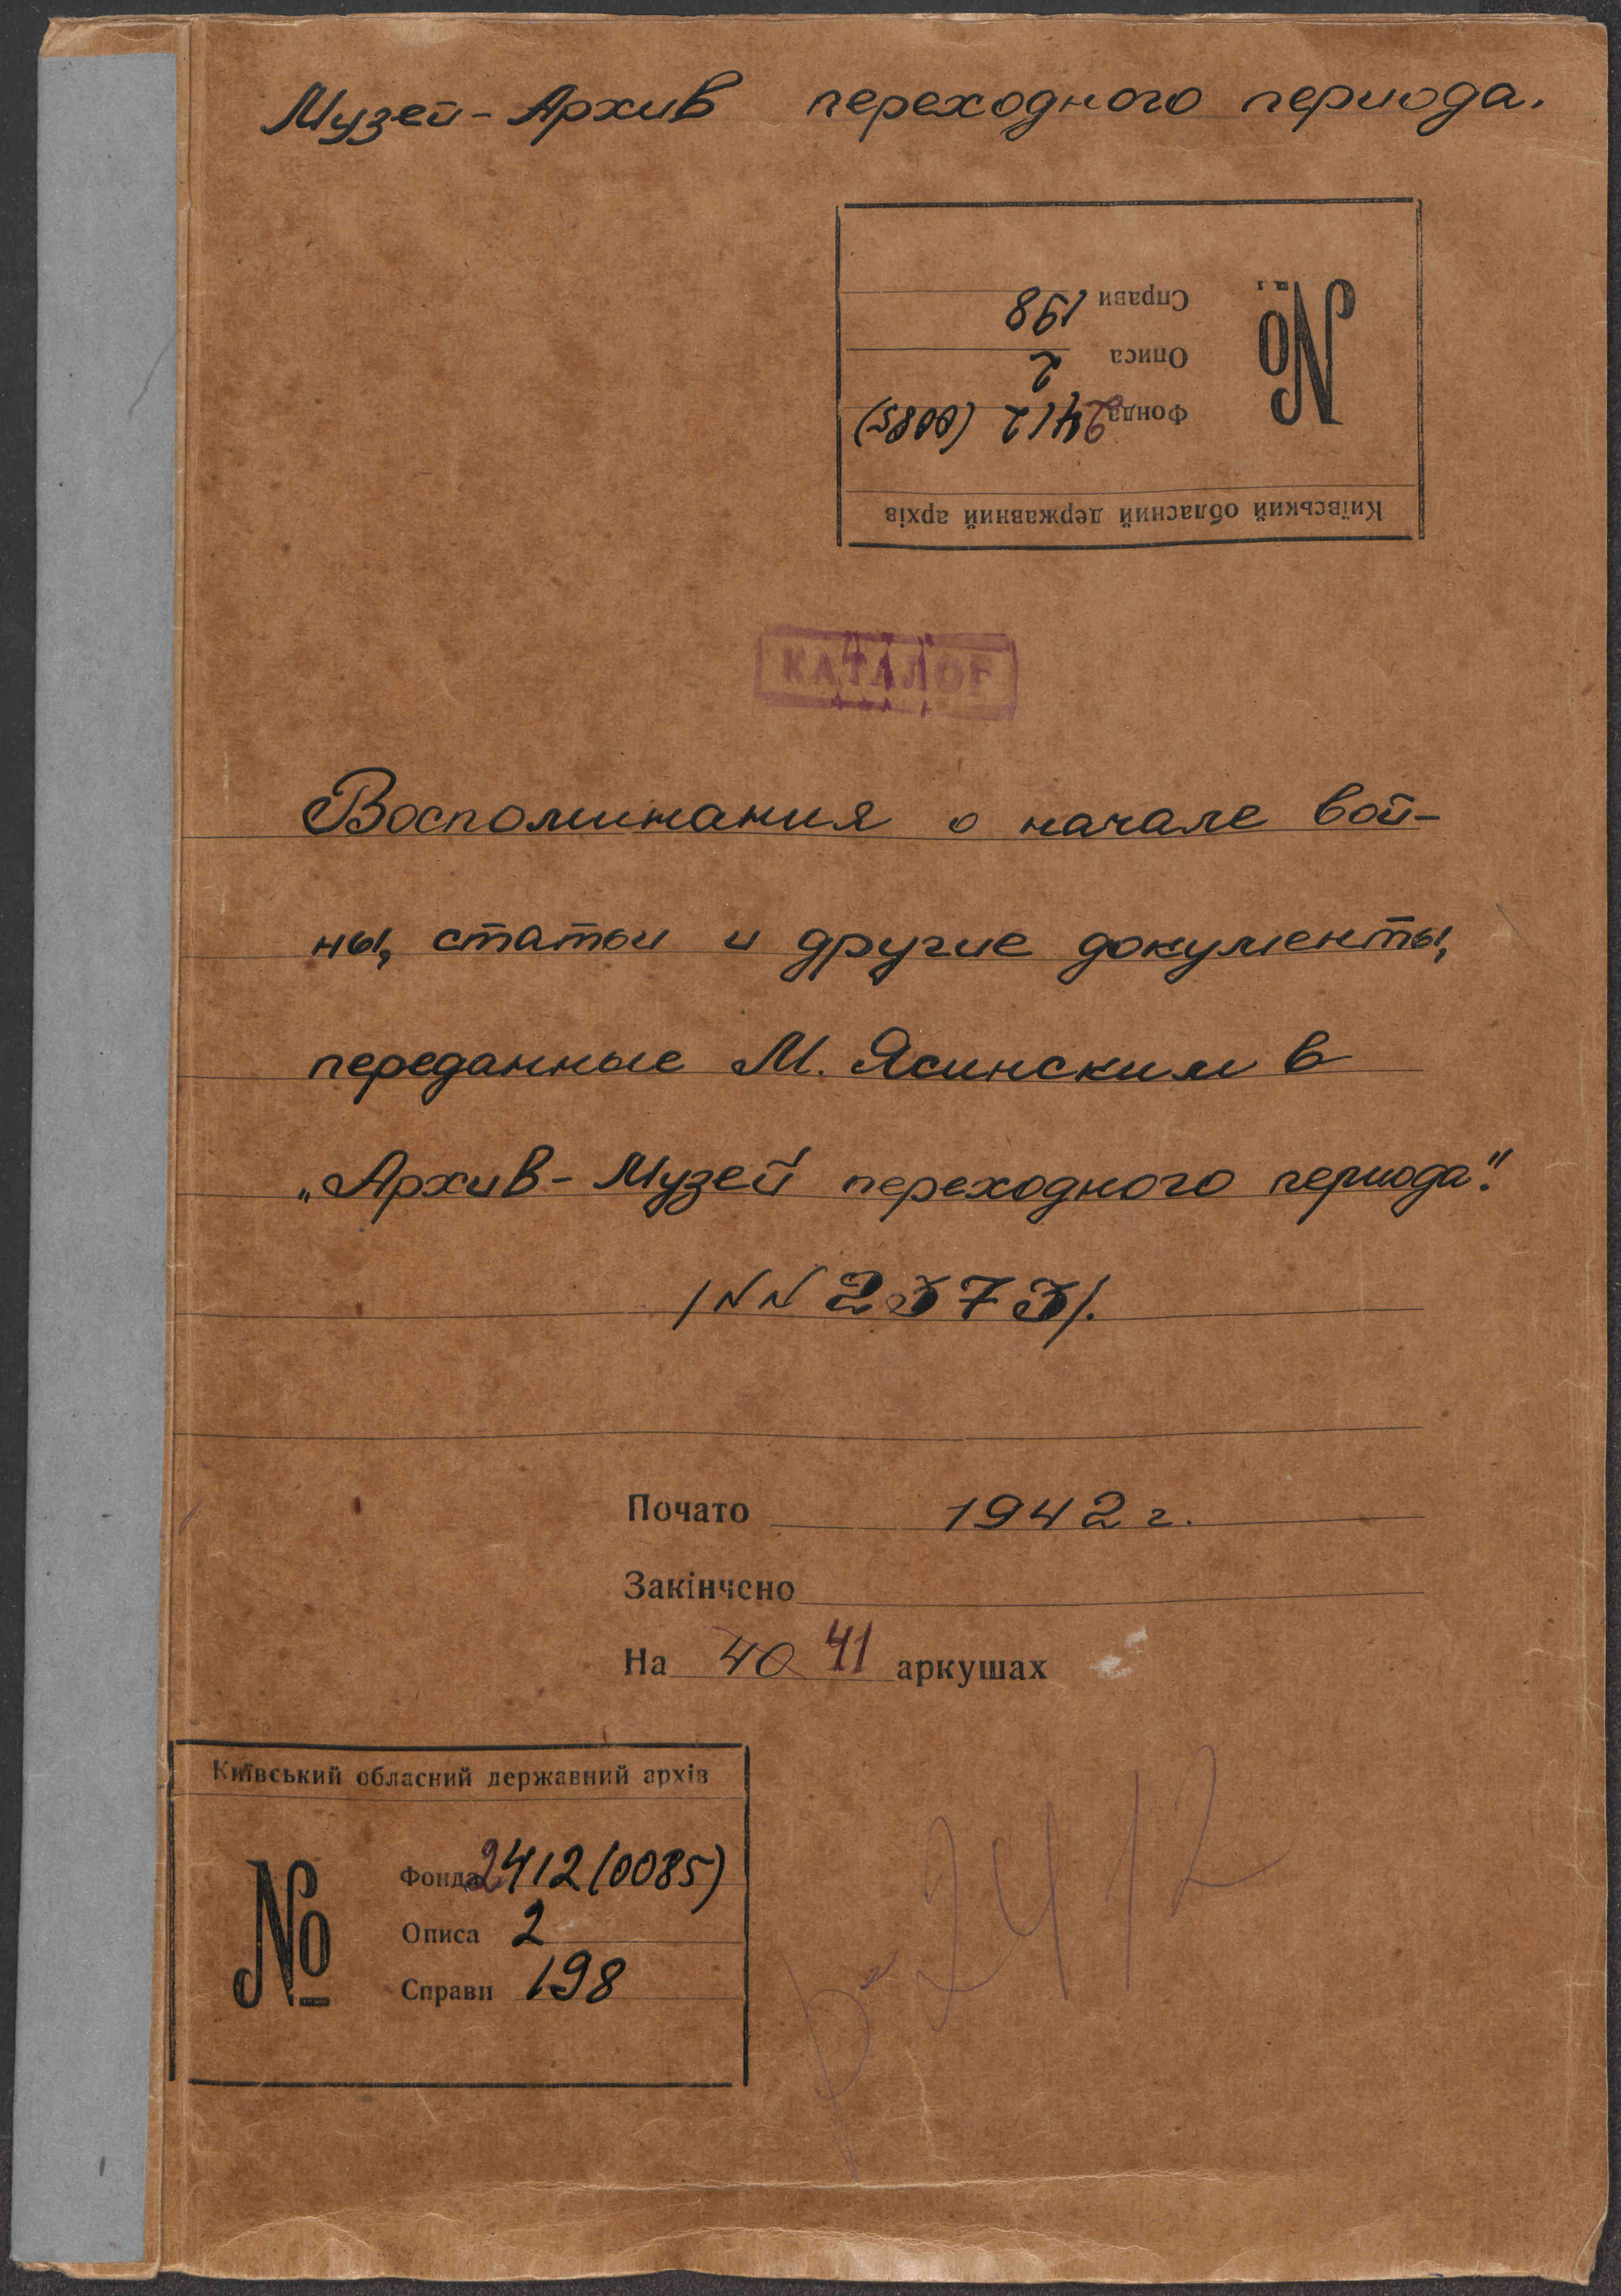 Музей-Архив переходного периода.
Київський обласний державний архів
№
Фонда 2412 (0085)
Описа 2
Справи 198
КАТАЛОГ
Воспоминания о начале вой-
ны, статьи и другие документы,
переданные М. Ясинским в
„Архив-Музей переходного периода".
/NN 2373/.
Почато 1942 г.
Закінчено
На 40 41 аркушах
Київський обласний державний архів
№
Фонда 2412 (0085)
Описа 2
Справи 198
р-2412